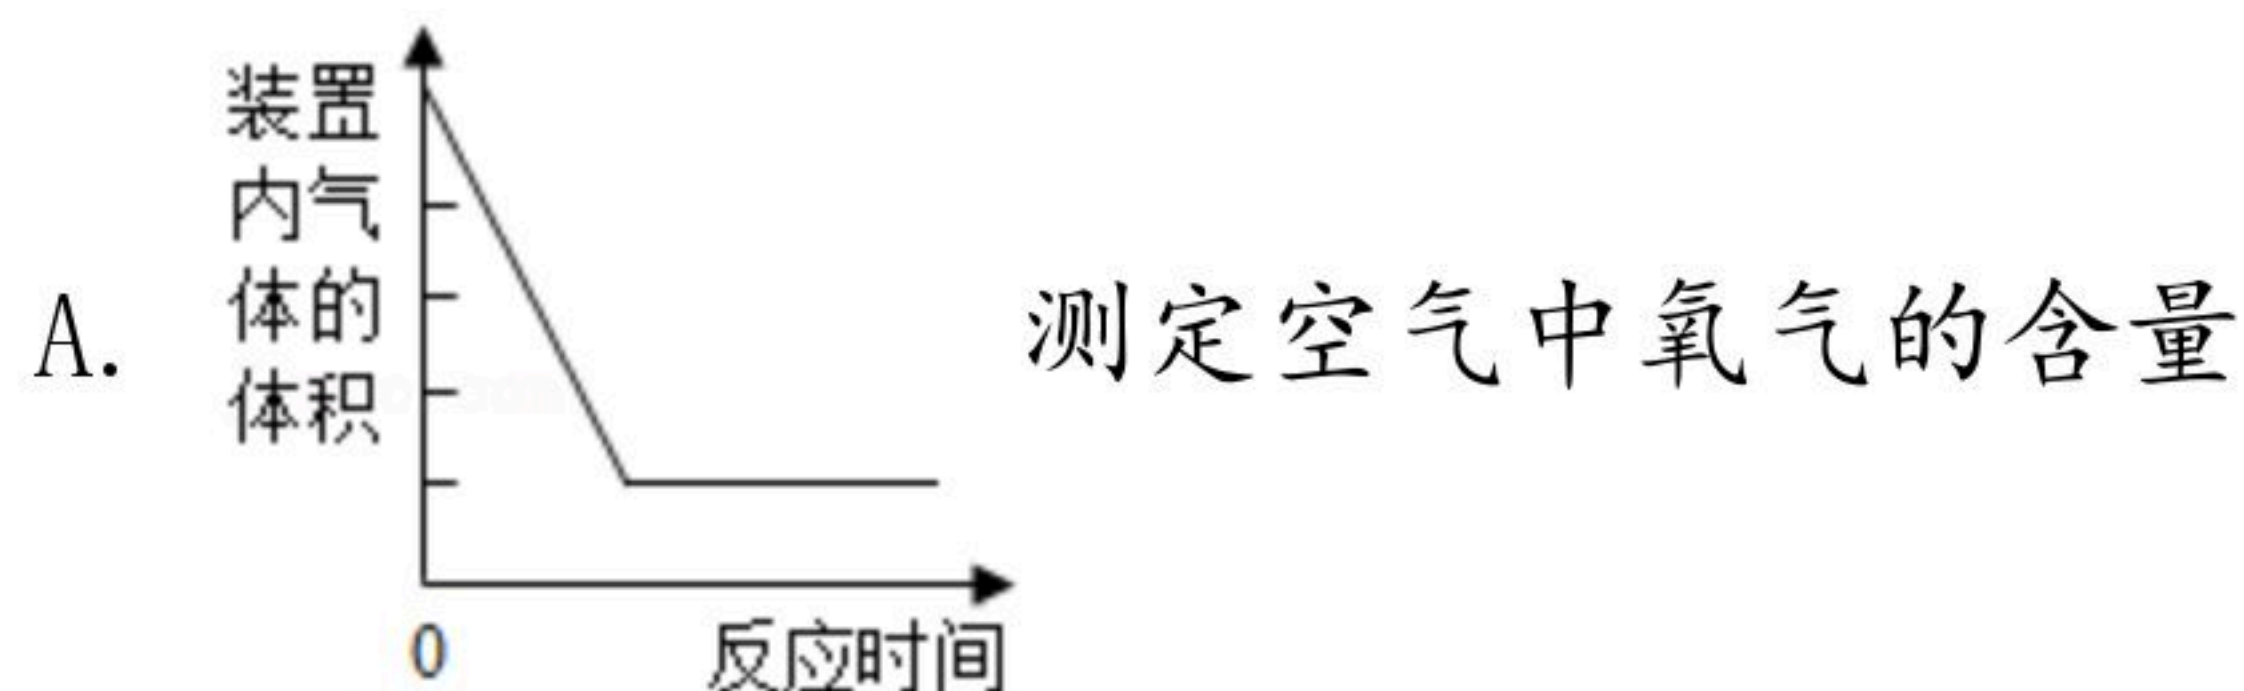 A.
装置
内气
体的
体积
0
反应时间
测定空气中氧气的含量